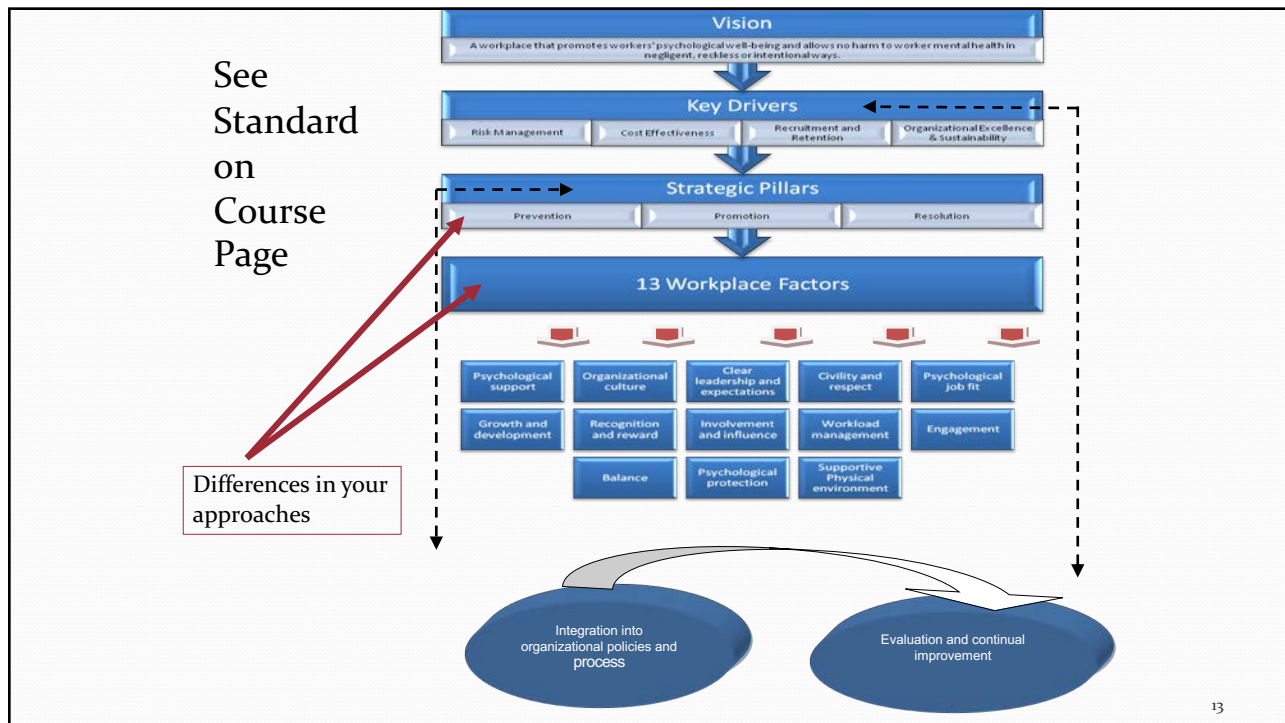 See
Standard
on
Course
Page
Vision
A workplace that promotes workers' psychological well-being and allows no harm to worker mental health in
negligent, reckless or intentional ways.
Key Drivers
Risk Management
Cost Effectiveness
Recruitment and
Retention
Organizational Excellence
& Sustainability
Strategic Pillars
Prevention
Promotion
Resolution
13 Workplace Factors
Psychological
support
Organizational
culture
Clear
leadership and
expectations
Civility and
respect
Psychological
job fit
Growth and
development
Recognition
and reward
Involvement
and influence
Workload
management
Engagement
Balance
Psychological
protection
Supportive
Physical
environment
Differences in your
approaches
Integration into
organizational policies and
process
Evaluation and continual
improvement
13